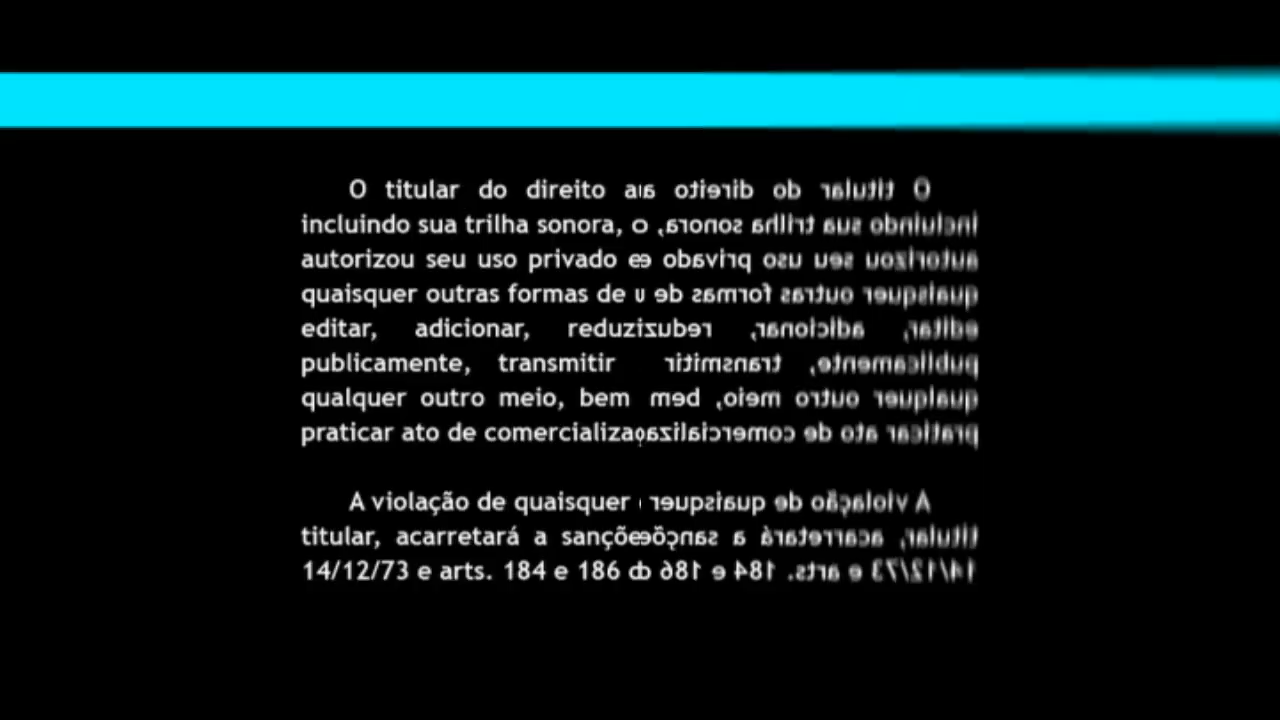 O titular do direito a
incluindo sua trilha sonora, o
autorizou seu uso privado e
quaisquer outras formas de u
editar, adicionar, reduzi
publicamente, transmitir
qualquer outro meio, bem
praticar ato de comercializaç
A violação de quaisquer
titular, acarretará a sançõe
14/12/73 e arts. 184 e 186 d